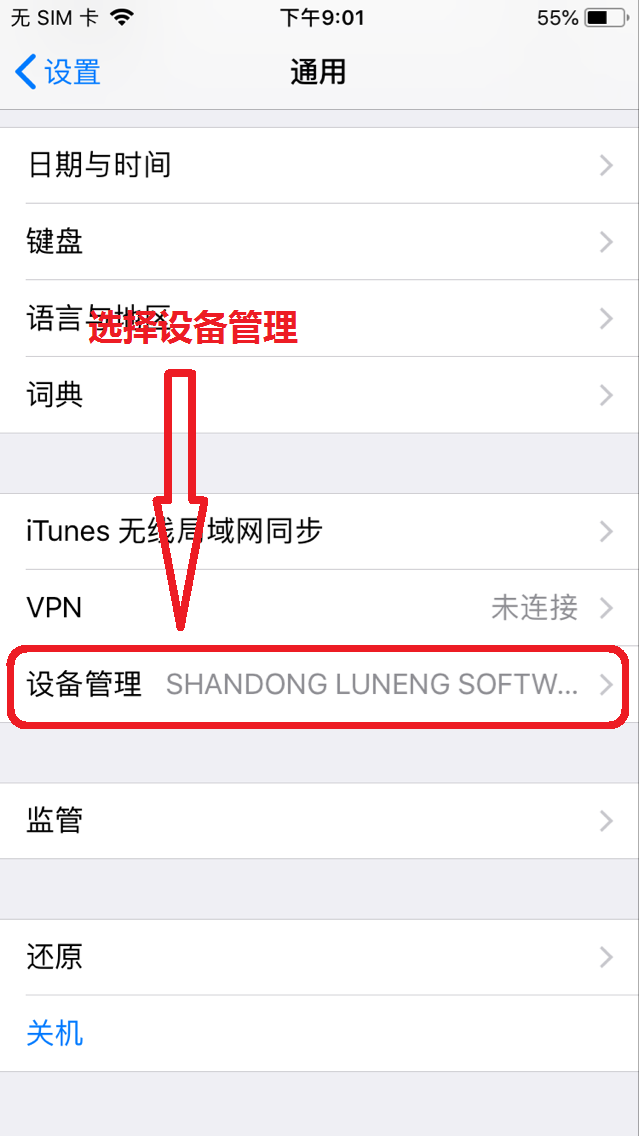 无 SIM 卡 下午9:01 55%
设置 通用
日期与时间
键盘
语言与地区
选择设备管理
词典
iTunes 无线局域网同步
VPN 未连接
设备管理 SHANDONG LUNENG SOFTW...
监管
还原
关机